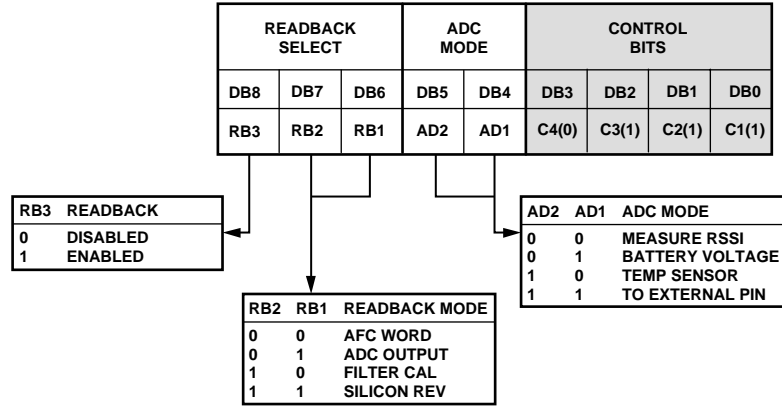 READBACK SELECT ADC MODE CONTROL BITS
DB8 DB7 DB6 DB5 DB4 DB3 DB2 DB1 DB0
RB3 RB2 RB1 AD2 AD1 C4(0) C3(1) C2(1) C1(1)
RB3 READBACK
0 DISABLED
1 ENABLED
AD2 AD1 ADC MODE
0 0 MEASURE RSSI
0 1 BATTERY VOLTAGE
1 0 TEMP SENSOR
1 1 TO EXTERNAL PIN
RB2 RB1 READBACK MODE
0 0 AFC WORD
0 1 ADC OUTPUT
1 0 FILTER CAL
1 1 SILICON REV